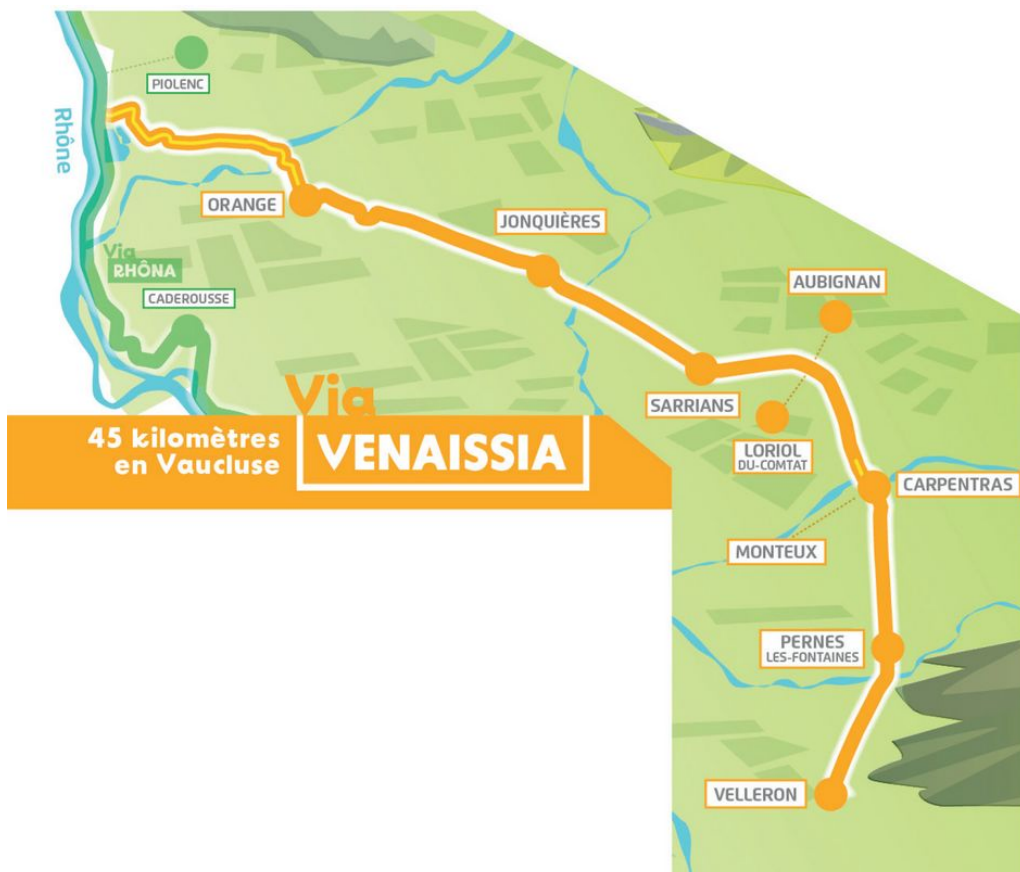 PIOLENC
Rhône
ORANGE
JONQUIÈRES
Via
RHÔNA
CADEROUSSE
AUBIGNAN
SARRIANS
LORIOL
DU-COMTAT
Via
VENAISSIA
45 kilomètres
en Vaucluse
CARPENTRAS
MONTEUX
PERNES
LES-FONTAINES
VELLERON